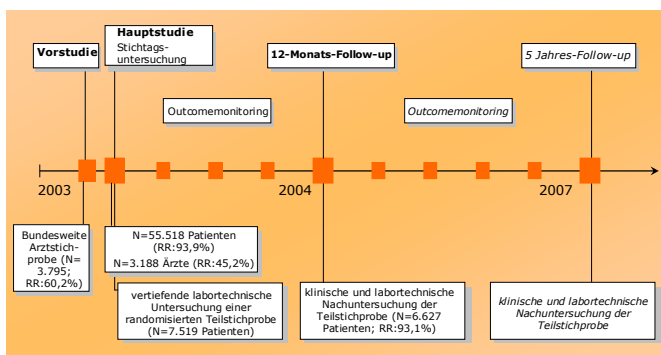 Hauptstudie
Stichtags-
untersuchung
Vorstudie
12-Monats-Follow-up
5 Jahres-Follow-up
Outcomemonitoring
Outcomemonitoring
2003
2004
2007
Bundesweite
Arztstich-
probe (N=
3.795;
RR:60,2%)
N=55.518 Patienten
(RR:93,9%)
N=3.188 Ärzte (RR:45,2%)
vertiefende labortechnische
Untersuchung einer
randomisierten Teilstichprobe
(N=7.519 Patienten)
klinische und labortechnische
Nachuntersuchung der
Teilstichprobe (N=6.627
Patienten; RR:93,1%)
klinische und labortechnische
Nachuntersuchung der
Teilstichprobe